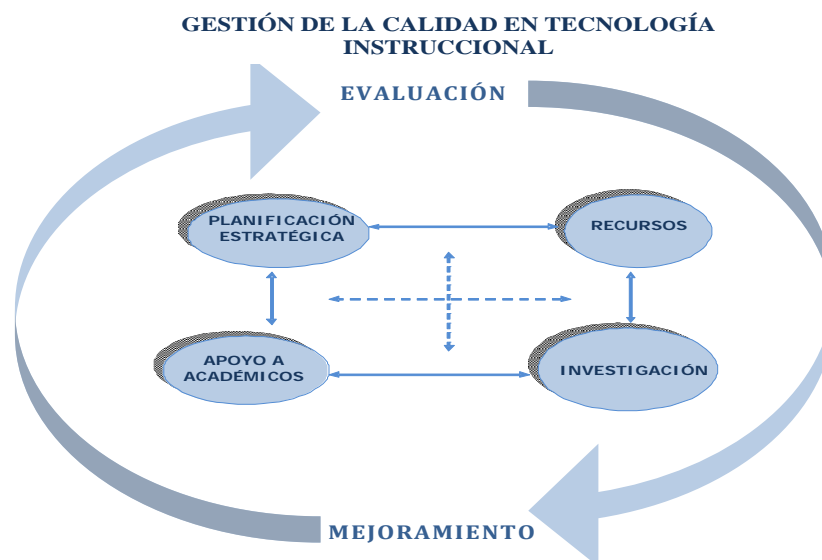 GESTIÓN DE LA CALIDAD EN TECNOLOGÍA
INSTRUCCIONAL
EVALUACIÓN
PLANIFICACIÓN
ESTRATÉGICA
RECURSOS
APOYO A
ACADÉMICOS
INVESTIGACIÓN
MEJORAMIENTO